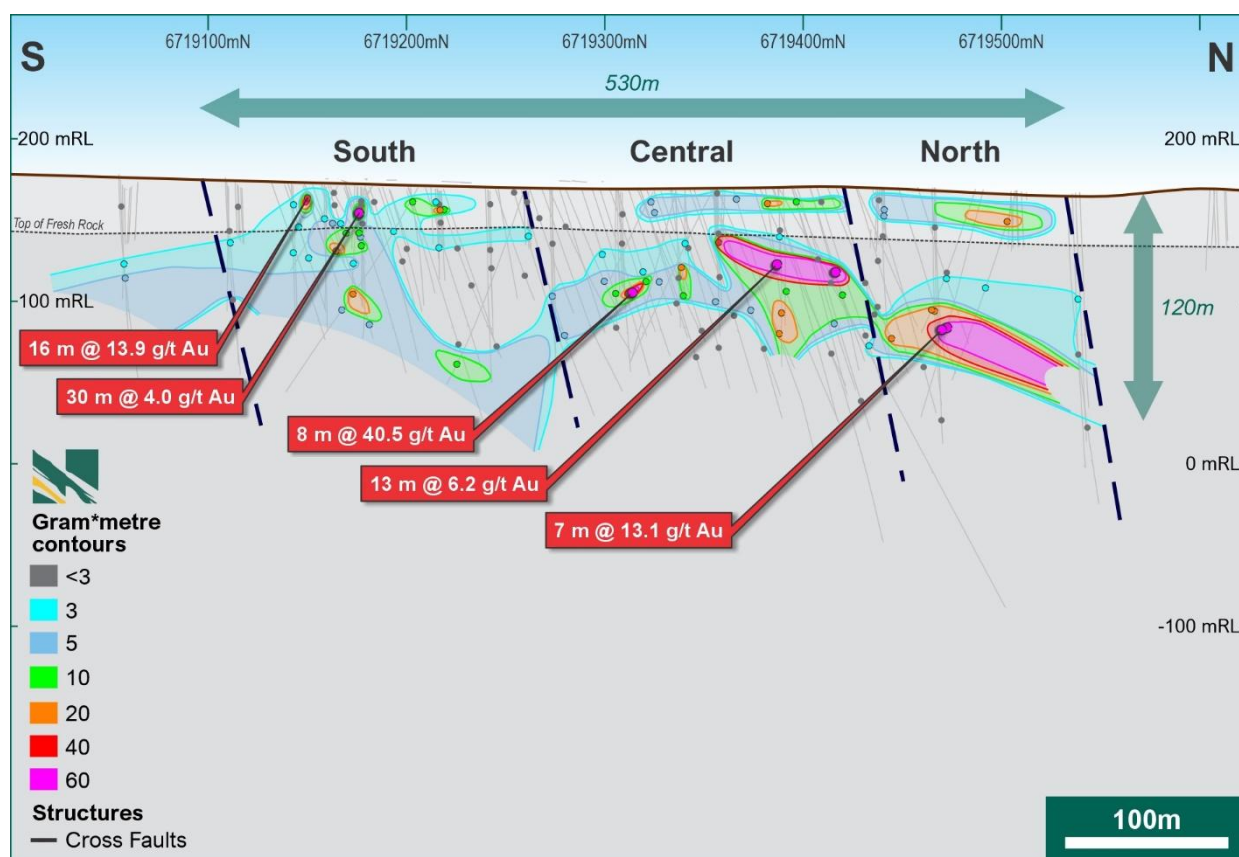 6719100mN
6719200mN
6719300mN
6719400mN
6719500mN
S
N
530m
200 mRL
200 mRL
South
Central
North
Top of Fresh Rock
100 mRL
120m
16 m @ 13.9 g/t Au
30 m @ 4.0 g/t Au
8 m @ 40.5 g/t Au
13 m @ 6.2 g/t Au
0 mRL
7 m @ 13.1 g/t Au
Gram*metre
contours
<3
3
5
10
20
40
60
-100 mRL
Structures
Cross Faults
100m